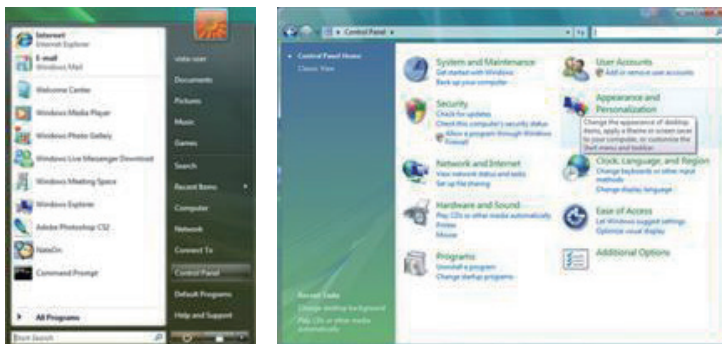 Internet
Internet Explorer
E-mail
Windows Mail
Welcome Center
Windows Media Player
Windows Photo Gallery
Windows Live Messenger Download
Windows Meeting Space
Windows Explorer
Adobe Photoshop CS2
NateOn
Command Prompt
All Programs
Start Search
vista user
Documents
Pictures
Music
Games
Search
Recent Items
Computer
Network
Connect To
Control Panel
Default Programs
Help and Support
Control Panel
Control Panel Home
Classic View
System and Maintenance
Get started with Windows
Back up your computer
Security
Check for updates
Check this computer's security status
Allow a program through Windows
Firewall
Network and Internet
View network status and tasks
Set up file sharing
Hardware and Sound
Play CDs or other media automatically
Printer
Mouse
Programs
Uninstall a program
Change startup programs
User Accounts
Add or remove user accounts
Appearance and
Personalization
Change the appearance of desktop
items, apply a theme or screen saver
to your computer, or customize the
Start menu and taskbar.
Clock, Language, and Region
Change keyboards or other input
methods
Change display language
Ease of Access
Let Windows suggest settings
Optimize visual display
Additional Options
Recent Tasks
Change desktop background
Play CDs or other media
automatically